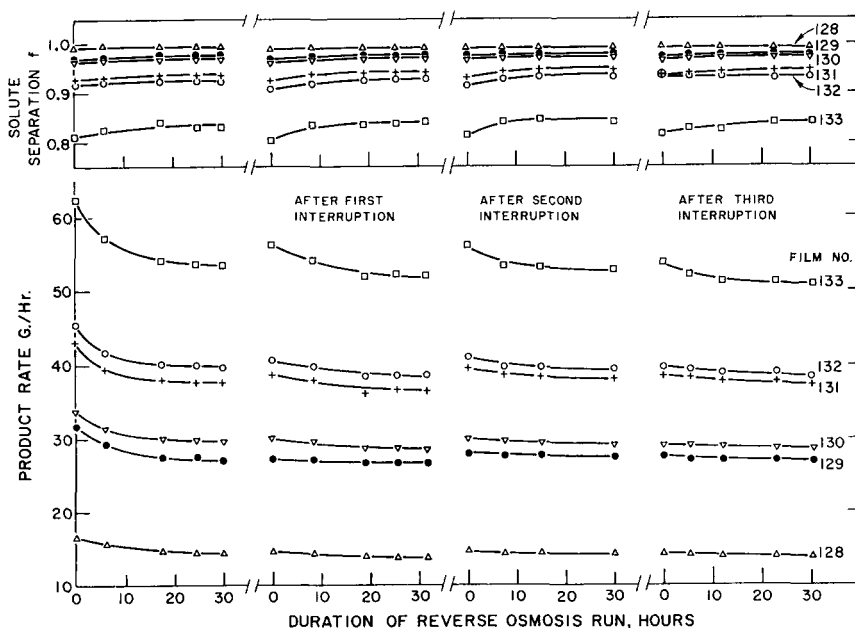 SOLUTE SEPARATION f
1.0
0.9
0.8
128
129
130
131
132
133
PRODUCT RATE G./Hr.
60
50
40
30
20
10
AFTER FIRST INTERRUPTION
AFTER SECOND INTERRUPTION
AFTER THIRD INTERRUPTION
FILM NO.
133
132
131
130
129
128
0 10 20 30 0 10 20 30 0 10 20 30 0 10 20 30
DURATION OF REVERSE OSMOSIS RUN, HOURS